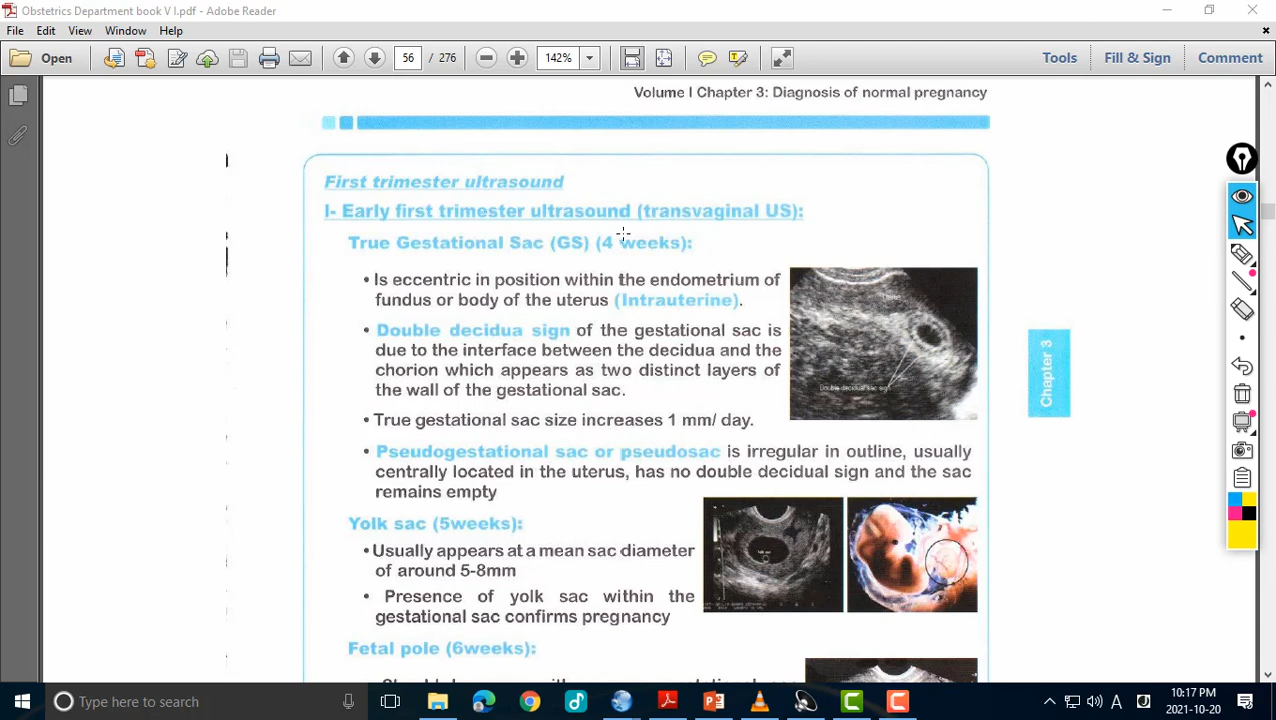 Obstetrics Department book V I.pdf - Adobe Reader
File Edit View Window Help
Open 56 / 276 142% Tools Fill & Sign Comment
Volume I Chapter 3: Diagnosis of normal pregnancy
First trimester ultrasound
I- Early first trimester ultrasound (transvaginal US):
True Gestational Sac (GS) (4 weeks):
• Is eccentric in position within the endometrium of
fundus or body of the uterus (Intrauterine).
• Double decidua sign of the gestational sac is
due to the interface between the decidua and the
chorion which appears as two distinct layers of
the wall of the gestational sac.
Double decidual sac sign
Chapter 3
• True gestational sac size increases 1 mm/ day.
• Pseudogestational sac or pseudosac is irregular in outline, usually
centrally located in the uterus, has no double decidual sign and the sac
remains empty
Yolk sac (5weeks):
• Usually appears at a mean sac diameter
of around 5-8mm
• Presence of yolk sac within the
gestational sac confirms pregnancy
Fetal pole (6weeks):
Type here to search
A
10:17 PM
2021-10-20